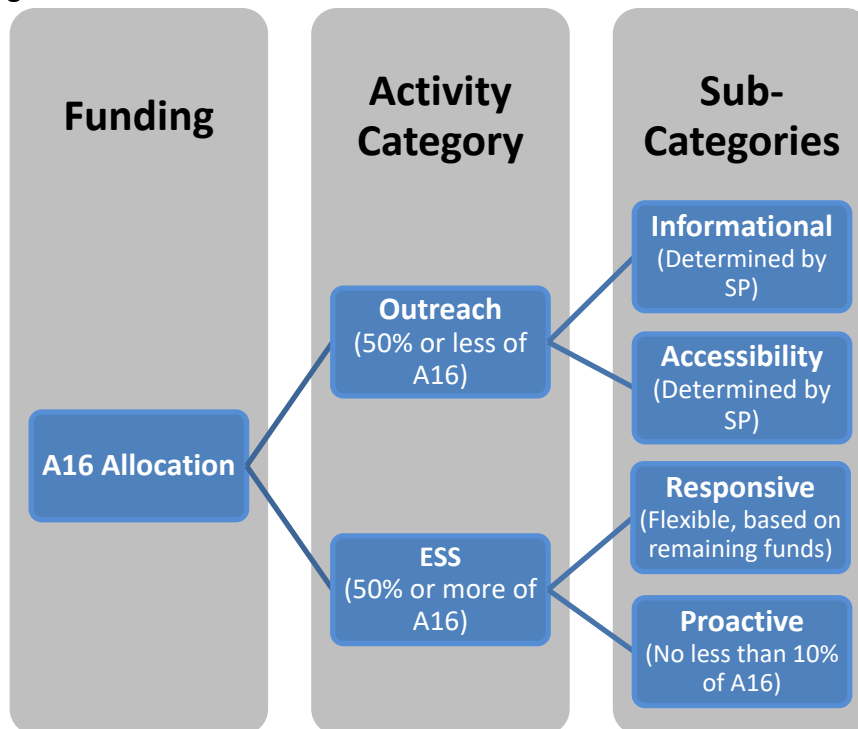 Funding
Activity
Category
Sub-
Categories
A16 Allocation
Outreach
(50% or less of
A16)
ESS
(50% or more of
A16)
Informational
(Determined by
SP)
Accessibility
(Determined by
SP)
Responsive
(Flexible, based on
remaining funds)
Proactive
(No less than 10%
of A16)